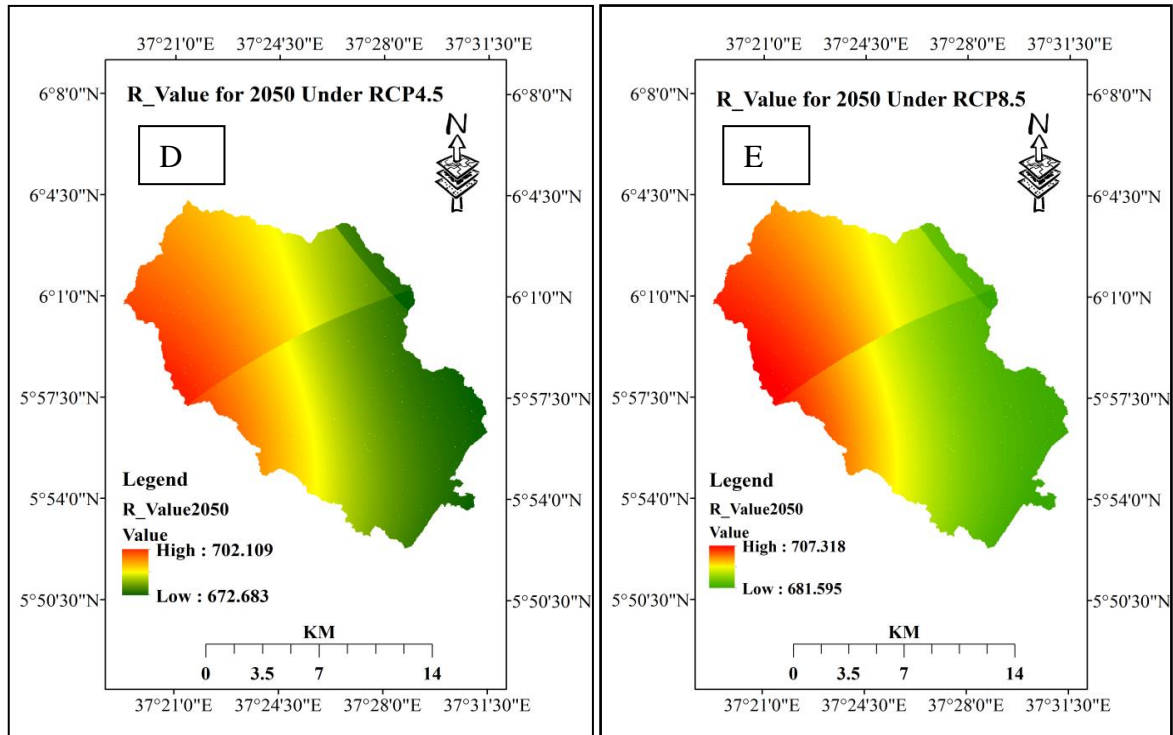 37°21'0"E 37°24'30"E 37°28'0"E 37°31'30"E
R_Value for 2050 Under RCP4.5
D
N
6°8'0"N 6°8'0"N
6°4'30"N 6°4'30"N
6°1'0"N 6°1'0"N
5°57'30"N 5°57'30"N
5°54'0"N 5°54'0"N
5°50'30"N 5°50'30"N
Legend
R_Value2050
Value
High : 702.109
Low : 672.683
KM
0 3.5 7 14
37°21'0"E 37°24'30"E 37°28'0"E 37°31'30"E
37°21'0"E 37°24'30"E 37°28'0"E 37°31'30"E
R_Value for 2050 Under RCP8.5
E
N
6°8'0"N 6°8'0"N
6°4'30"N 6°4'30"N
6°1'0"N 6°1'0"N
5°57'30"N 5°57'30"N
5°54'0"N 5°54'0"N
5°50'30"N 5°50'30"N
Legend
R_Value2050
Value
High : 707.318
Low : 681.595
KM
0 3.5 7 14
37°21'0"E 37°24'30"E 37°28'0"E 37°31'30"E